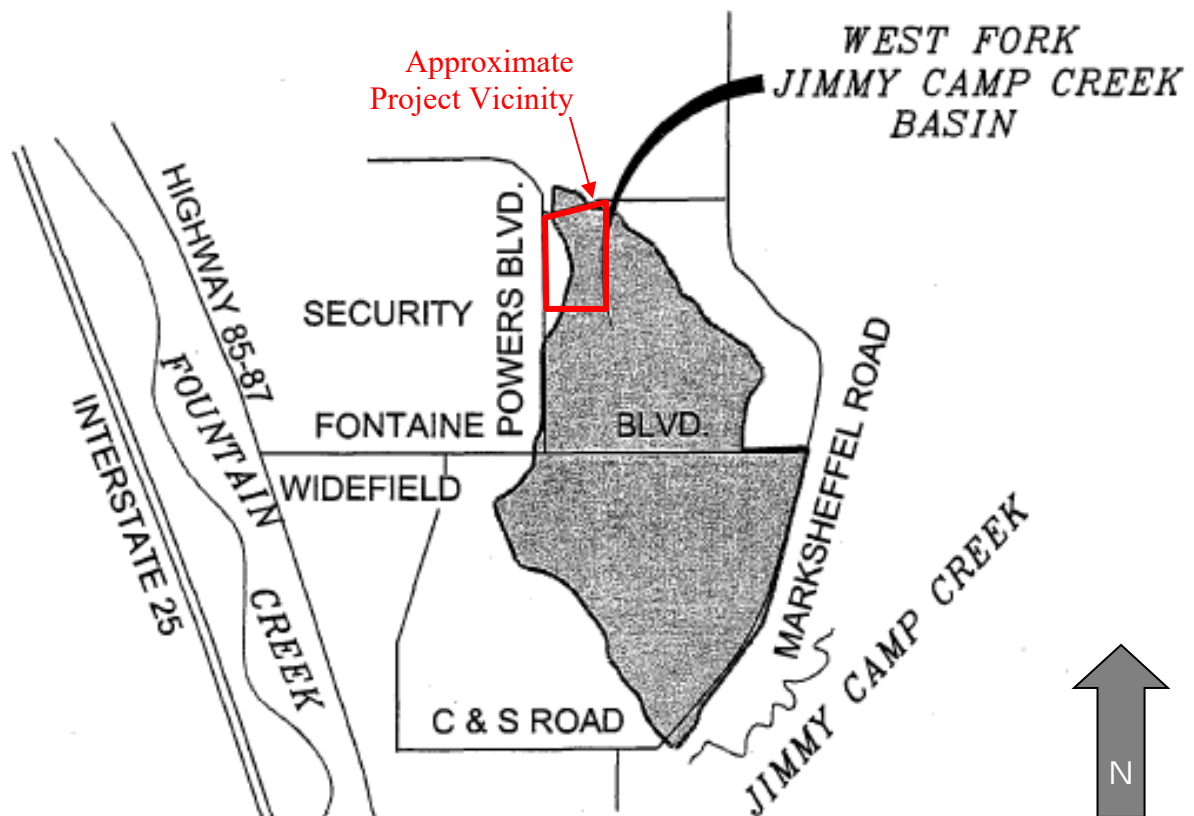 WEST FORK
JIMMY CAMP CREEK
BASIN
Approximate
Project Vicinity
HIGHWAY 85-87
POWERS BLVD.
SECURITY
FOUNTAIN
CREEK
INTERSTATE 25
FONTAINE
BLVD.
WIDEFIELD
MARKSHEFFEL ROAD
JIMMY CAMP CREEK
C & S ROAD
N